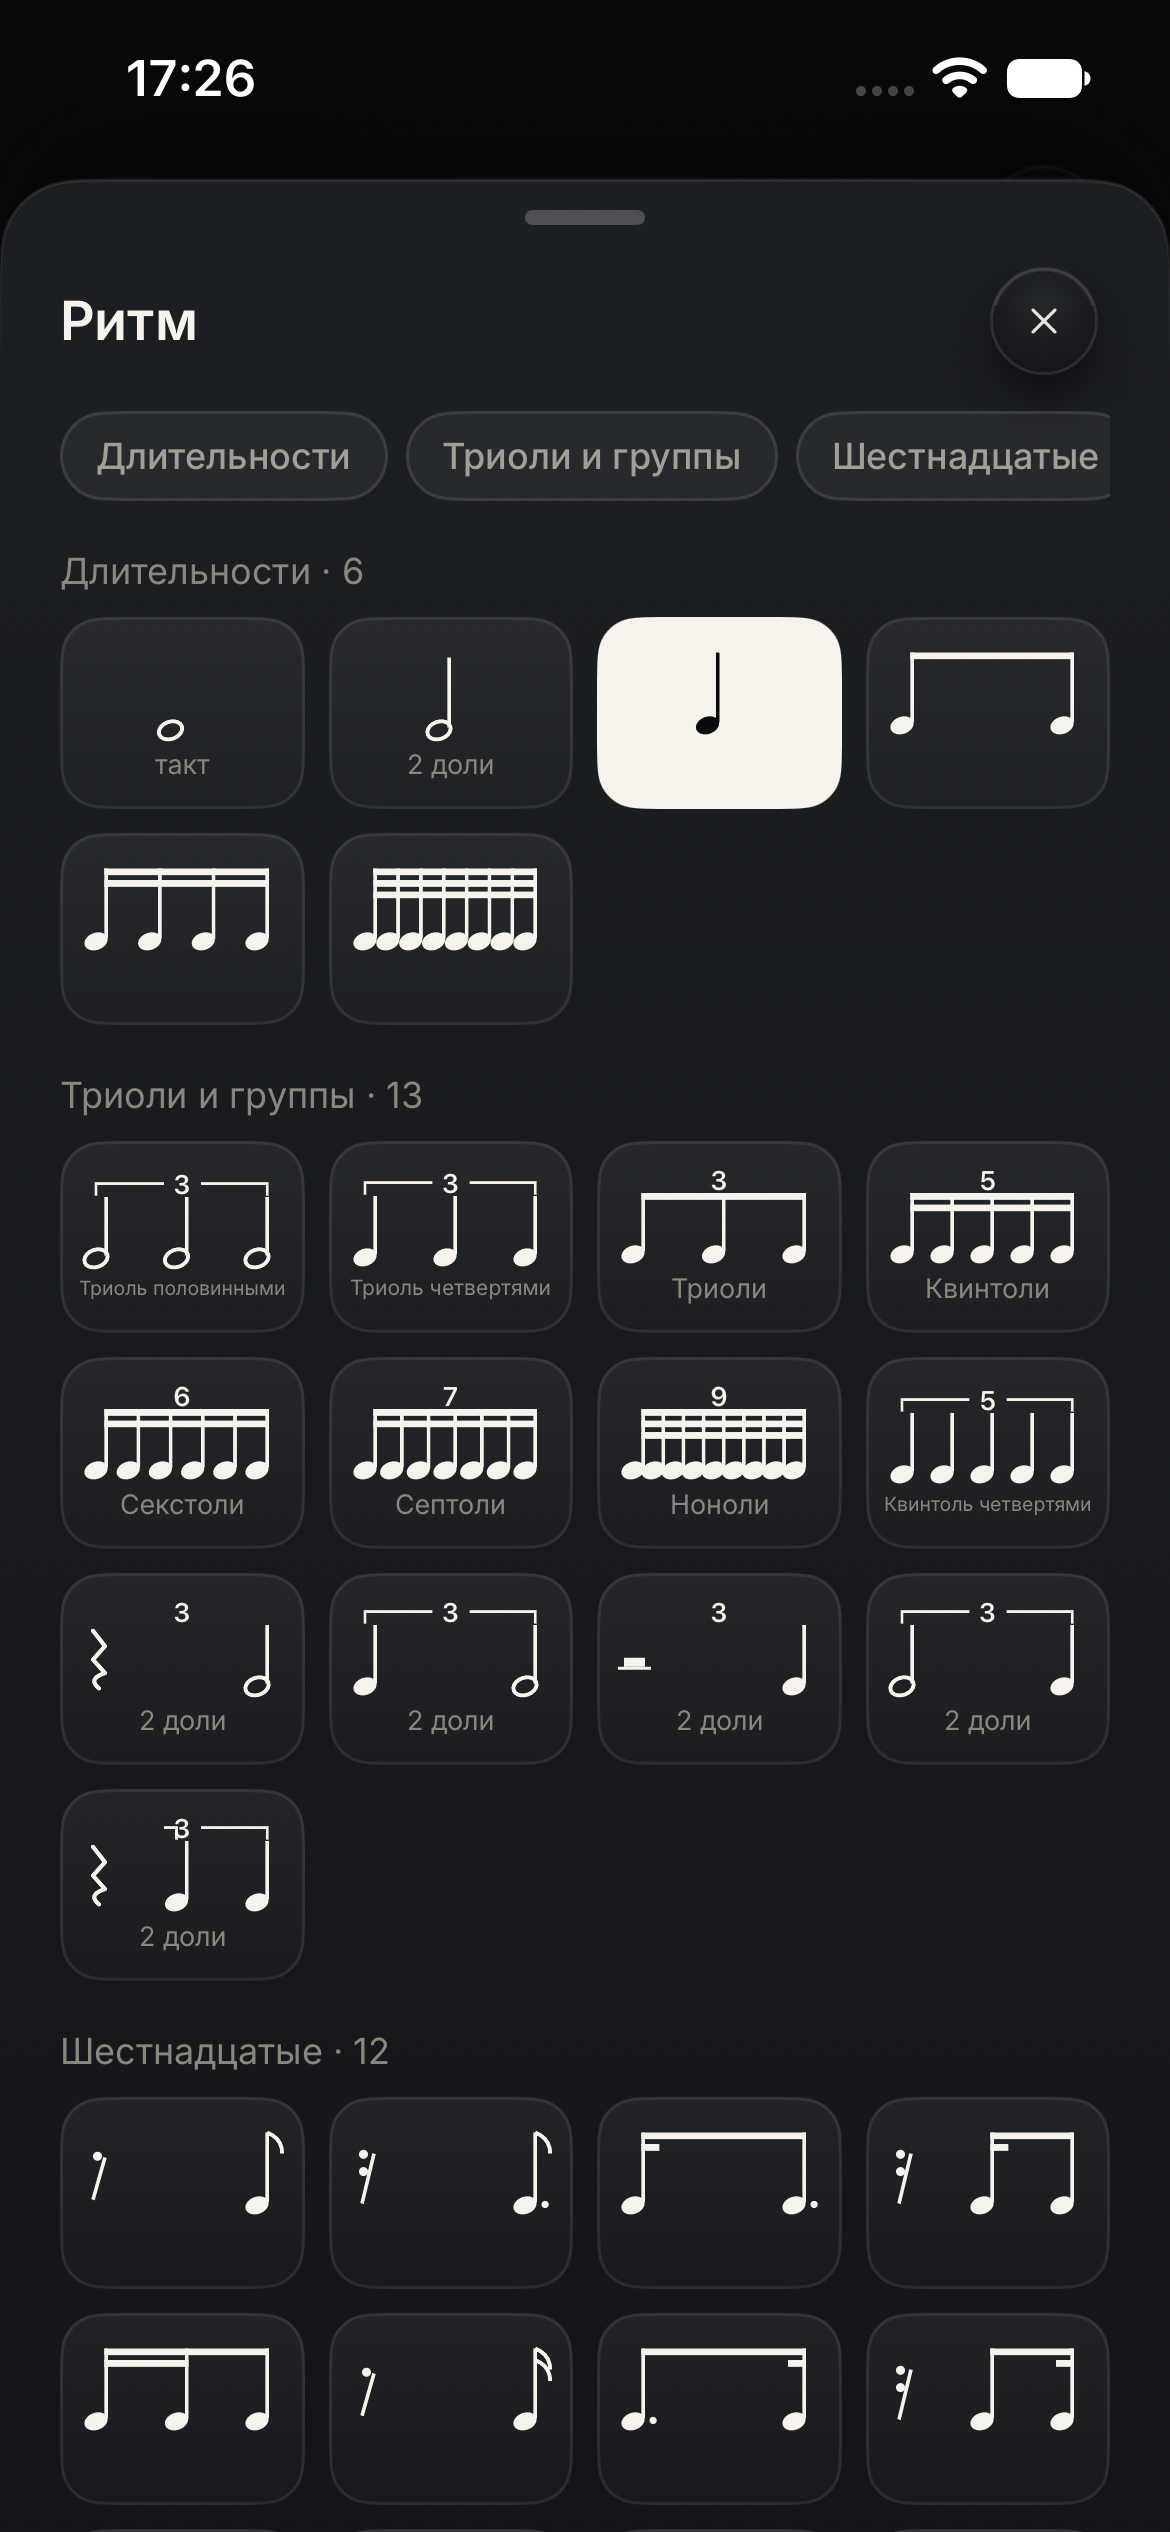 17:26
Ритм
Длительности
Триоли и группы
Шестнадцатые
Длительности · 6
такт
2 доли
Триоли и группы · 13
3
3
3
5
Триоль половинными
Триоль четвертями
Триоли
Квинтоли
6
7
9
5
Секстоли
Септоли
Ноноли
Квинтоль четвертями
3
3
3
3
2 доли
2 доли
2 доли
2 доли
3
2 доли
Шестнадцатые · 12